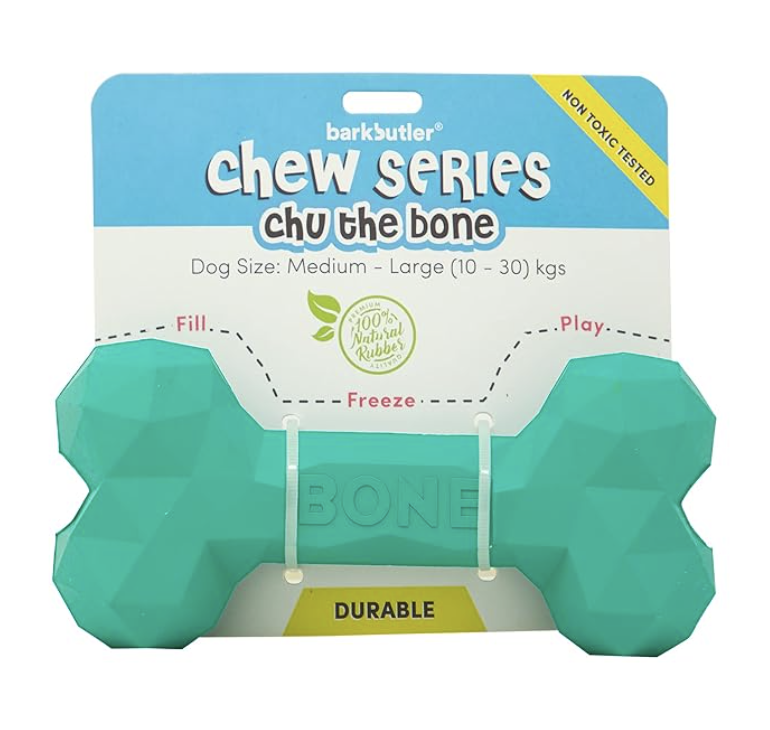 barkbutler®
chew series
chu the bone
NON TOXIC TESTED
Dog Size: Medium - Large (10 - 30) kgs
PREMIUM
100%
Natural
Rubber
QUALITY
Fill
Play
Freeze
BONE
DURABLE